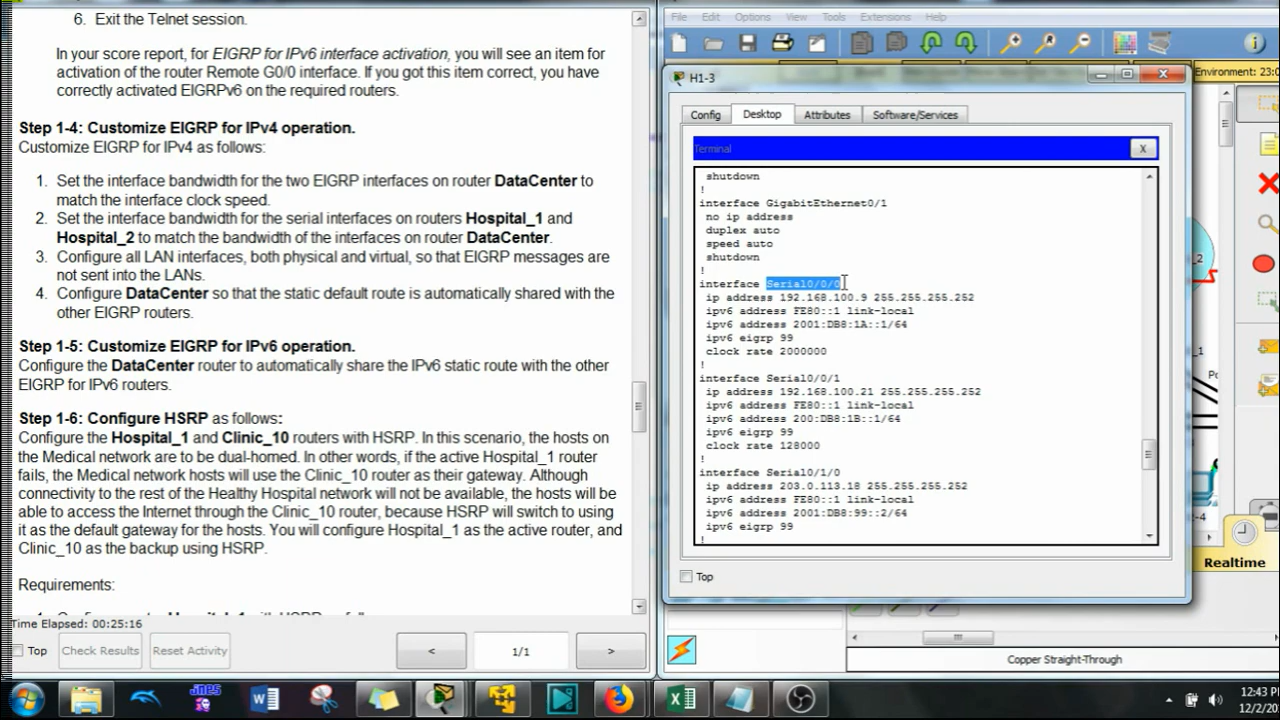 6. Exit the Telnet session.
In your score report, for EIGRP for IPv6 interface activation, you will see an item for
activation of the router Remote G0/0 interface. If you got this item correct, you have
correctly activated EIGRPv6 on the required routers.
Step 1-4: Customize EIGRP for IPv4 operation.
Customize EIGRP for IPv4 as follows:
1. Set the interface bandwidth for the two EIGRP interfaces on router DataCenter to
match the interface clock speed.
2. Set the interface bandwidth for the serial interfaces on routers Hospital_1 and
Hospital_2 to match the bandwidth of the interfaces on router DataCenter.
3. Configure all LAN interfaces, both physical and virtual, so that EIGRP messages are
not sent into the LANs.
4. Configure DataCenter so that the static default route is automatically shared with the
other EIGRP routers.
Step 1-5: Customize EIGRP for IPv6 operation.
Configure the DataCenter router to automatically share the IPv6 static route with the other
EIGRP for IPv6 routers.
Step 1-6: Configure HSRP as follows:
Configure the Hospital_1 and Clinic_10 routers with HSRP. In this scenario, the hosts on
the Medical network are to be dual-homed. In other words, if the active Hospital_1 router
fails, the Medical network hosts will use the Clinic_10 router as their gateway. Although
connectivity to the rest of the Healthy Hospital network will not be available, the hosts will be
able to access the Internet through the Clinic_10 router, because HSRP will switch to using
it as the default gateway for the hosts. You will configure Hospital_1 as the active router, and
Clinic_10 as the backup using HSRP.
Requirements:
Time Elapsed: 00:25:16
Top
Check Results
Reset Activity
<
1/1
>
File Edit Options View Tools Extensions Help
Environment: 23:0
H1-3
Config Desktop Attributes Software/Services
Terminal
X
shutdown
!
interface GigabitEthernet0/1
no ip address
duplex auto
speed auto
shutdown
!
interface Serial0/0/0
ip address 192.168.100.9 255.255.255.252
ipv6 address FE80::1 link-local
ipv6 address 2001:DB8:1A::1/64
ipv6 eigrp 99
clock rate 2000000
!
interface Serial0/0/1
ip address 192.168.100.21 255.255.255.252
ipv6 address FE80::1 link-local
ipv6 address 200:DB8:1B::1/64
ipv6 eigrp 99
clock rate 128000
!
interface Serial0/1/0
ip address 203.0.113.18 255.255.255.252
ipv6 address FE80::1 link-local
ipv6 address 2001:DB8:99::2/64
ipv6 eigrp 99
!
Top
_2
_1
Po
2-4
Realtime
Copper Straight-Through
jNES
12:43 P
12/2/20